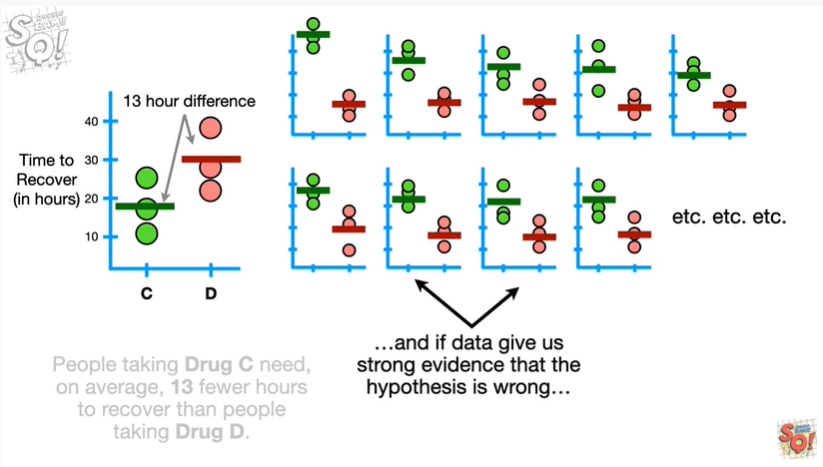 SQ!
13 hour difference
40
Time to
Recover
(in hours)
30
20
10
C
D
etc. etc. etc.
People taking Drug C need,
on average, 13 fewer hours
to recover than people
taking Drug D.
...and if data give us
strong evidence that the
hypothesis is wrong...
SQ!